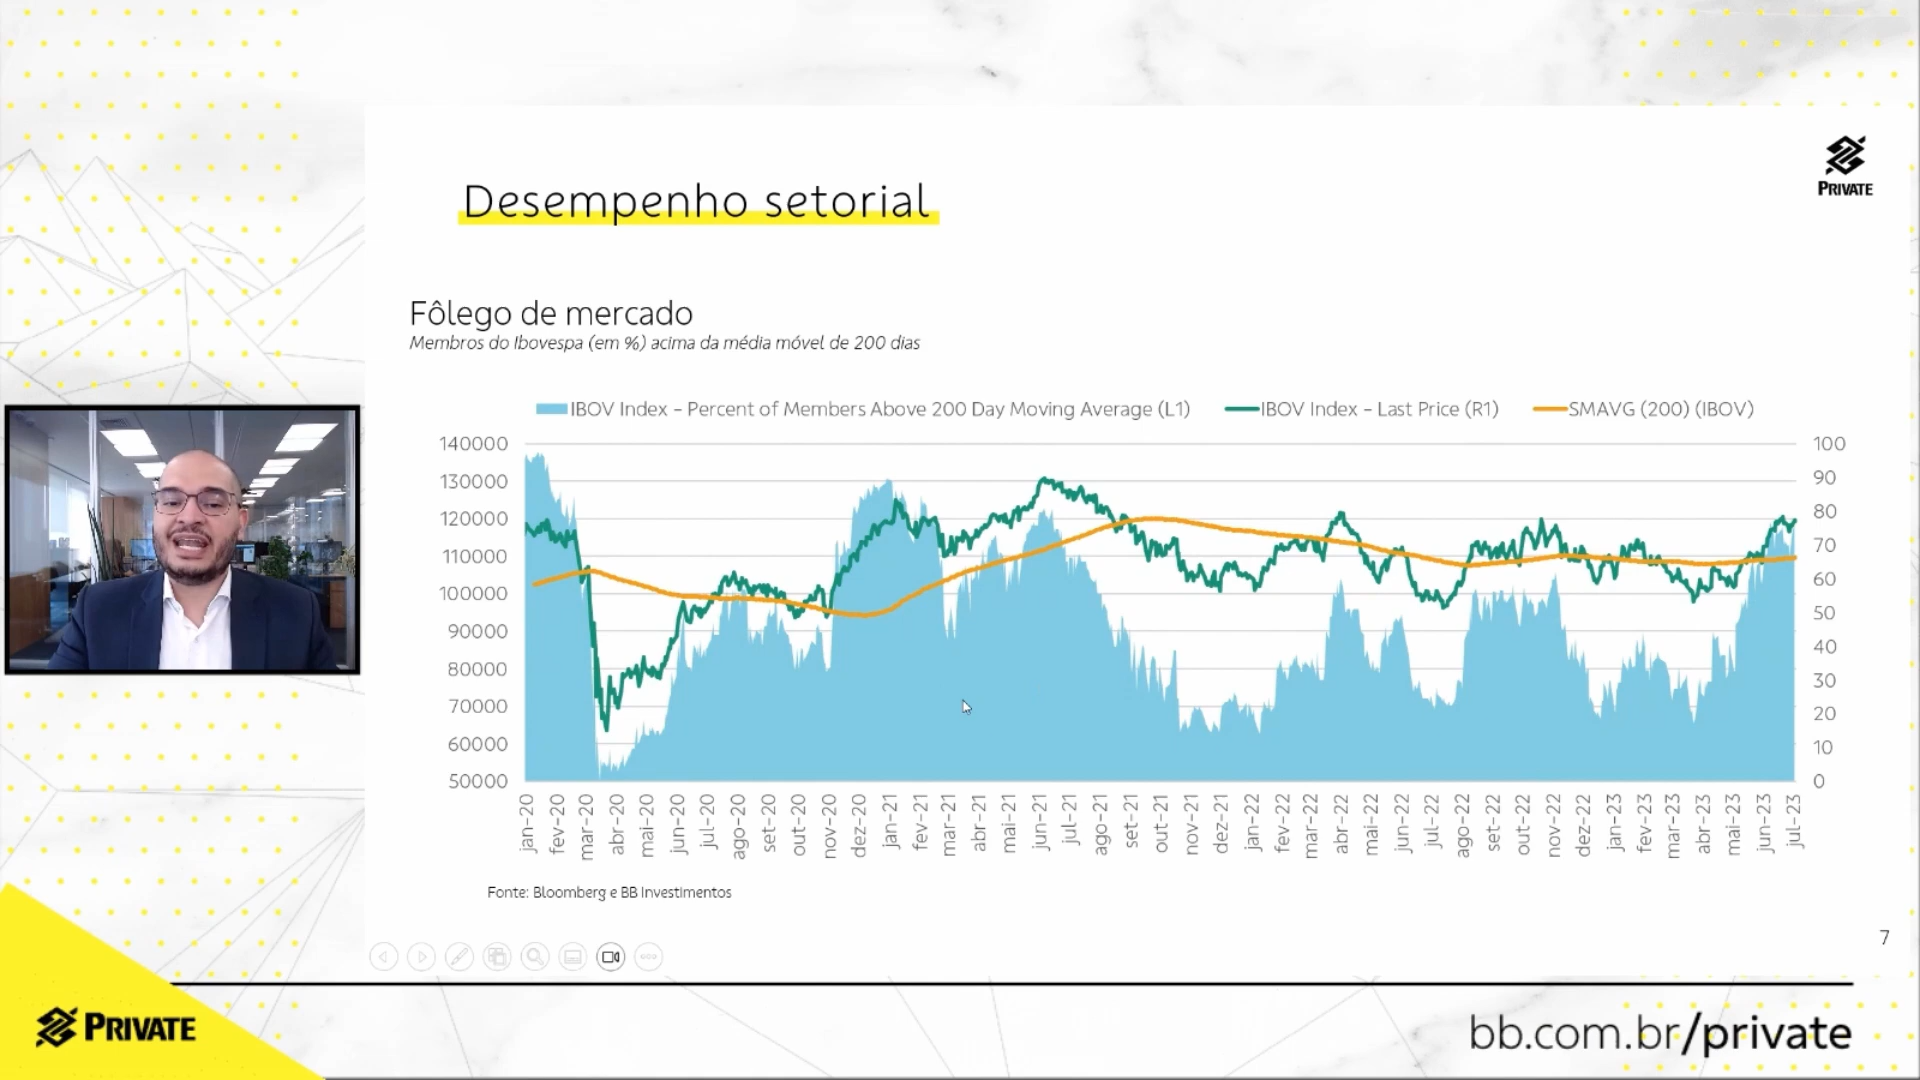 PRIVATE
Desempenho setorial
Fôlego de mercado
Membros do Ibovespa (em %) acima da média móvel de 200 dias
IBOV Index – Percent of Members Above 200 Day Moving Average (L1)
IBOV Index – Last Price (R1)
SMAVG (200) (IBOV)
140000
130000
120000
110000
100000
90000
80000
70000
60000
50000
100
90
80
70
60
50
40
30
20
10
0
jan-20
fev-20
mar-20
abr-20
mai-20
jun-20
jul-20
ago-20
set-20
out-20
nov-20
dez-20
jan-21
fev-21
mar-21
abr-21
mai-21
jun-21
jul-21
ago-21
set-21
out-21
nov-21
dez-21
jan-22
fev-22
mar-22
abr-22
mai-22
jun-22
jul-22
ago-22
set-22
out-22
nov-22
dez-22
jan-23
fev-23
mar-23
abr-23
mai-23
jun-23
jul-23
Fonte: Bloomberg e BB Investimentos
7
PRIVATE
bb.com.br/private